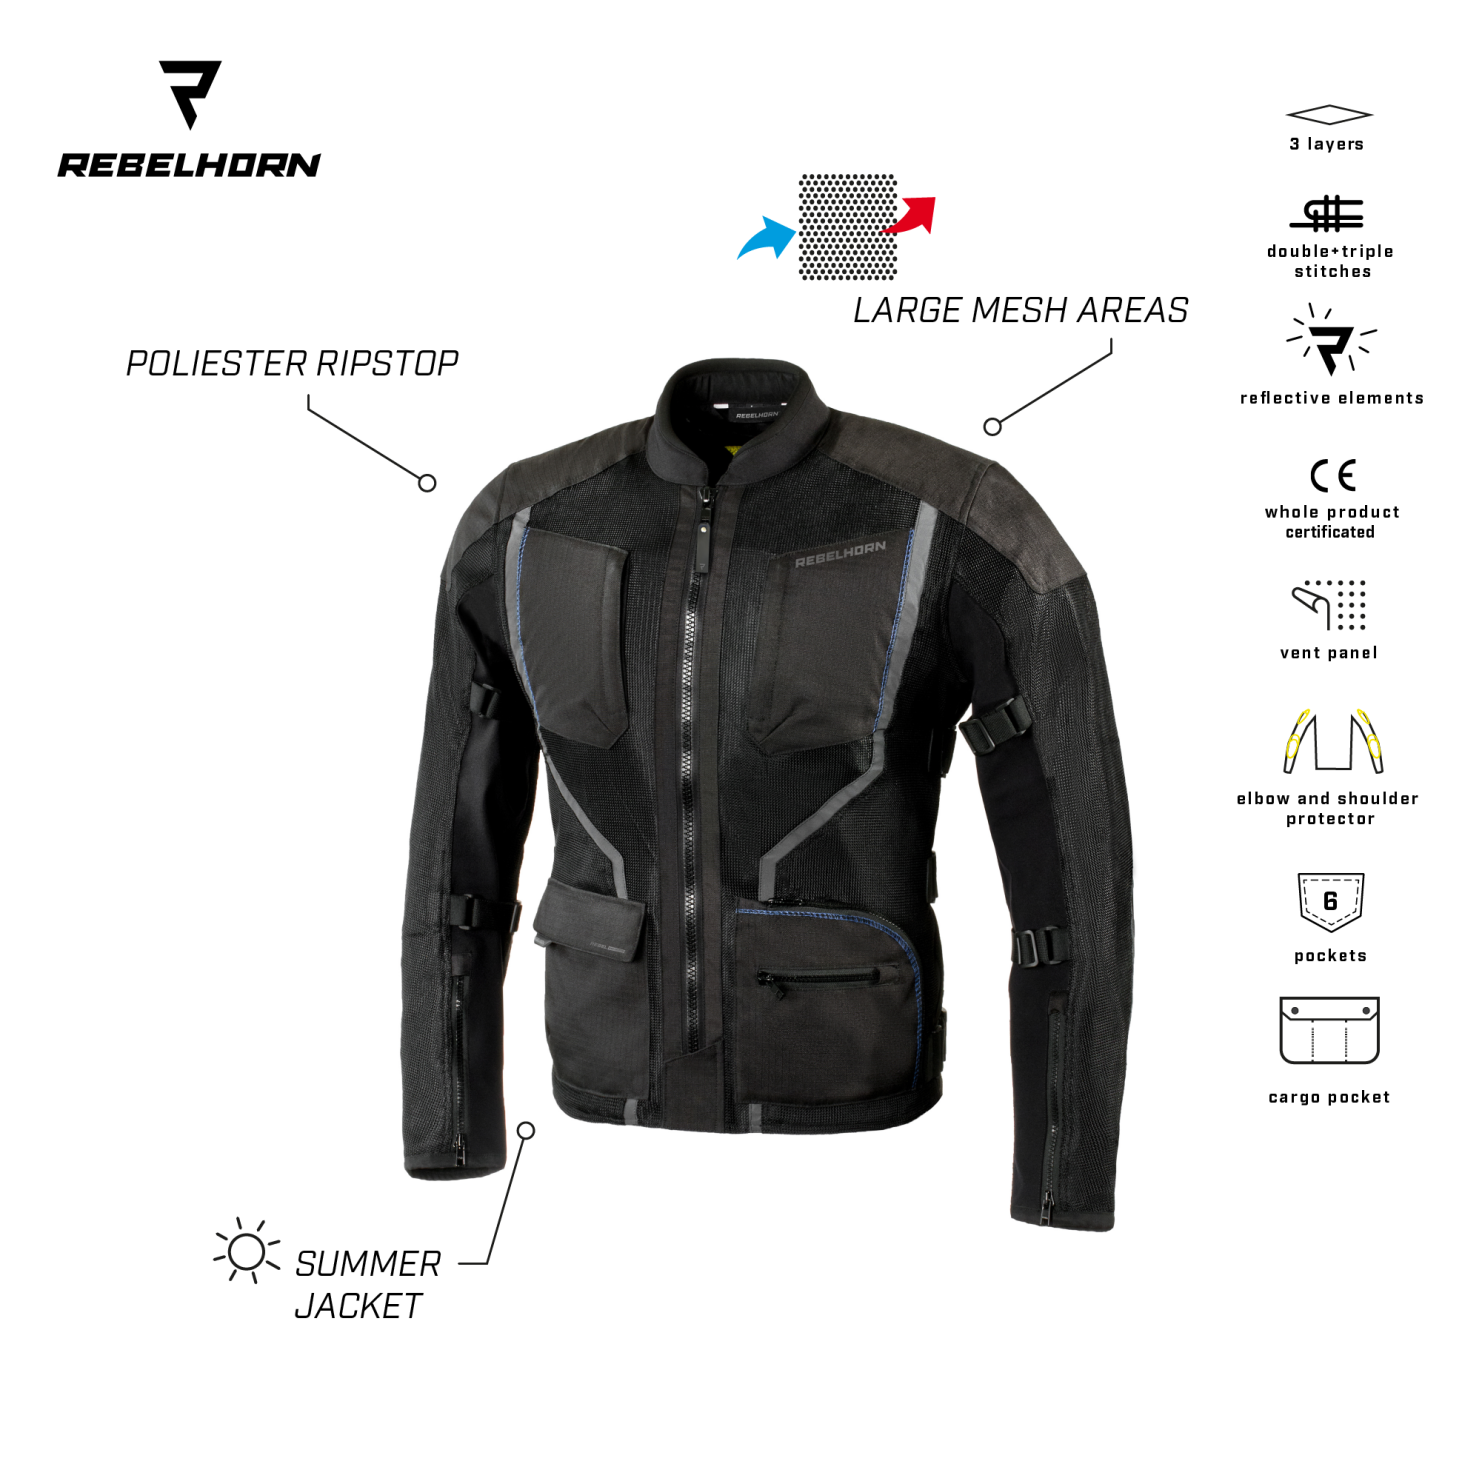 REBELHORN
LARGE MESH AREAS
POLIESTER RIPSTOP
REBELHORN
REBELHORN
SUMMER
JACKET
3 layers
double+triple
stitches
reflective elements
CE
whole product
certificated
vent panel
elbow and shoulder
protector
6
pockets
cargo pocket